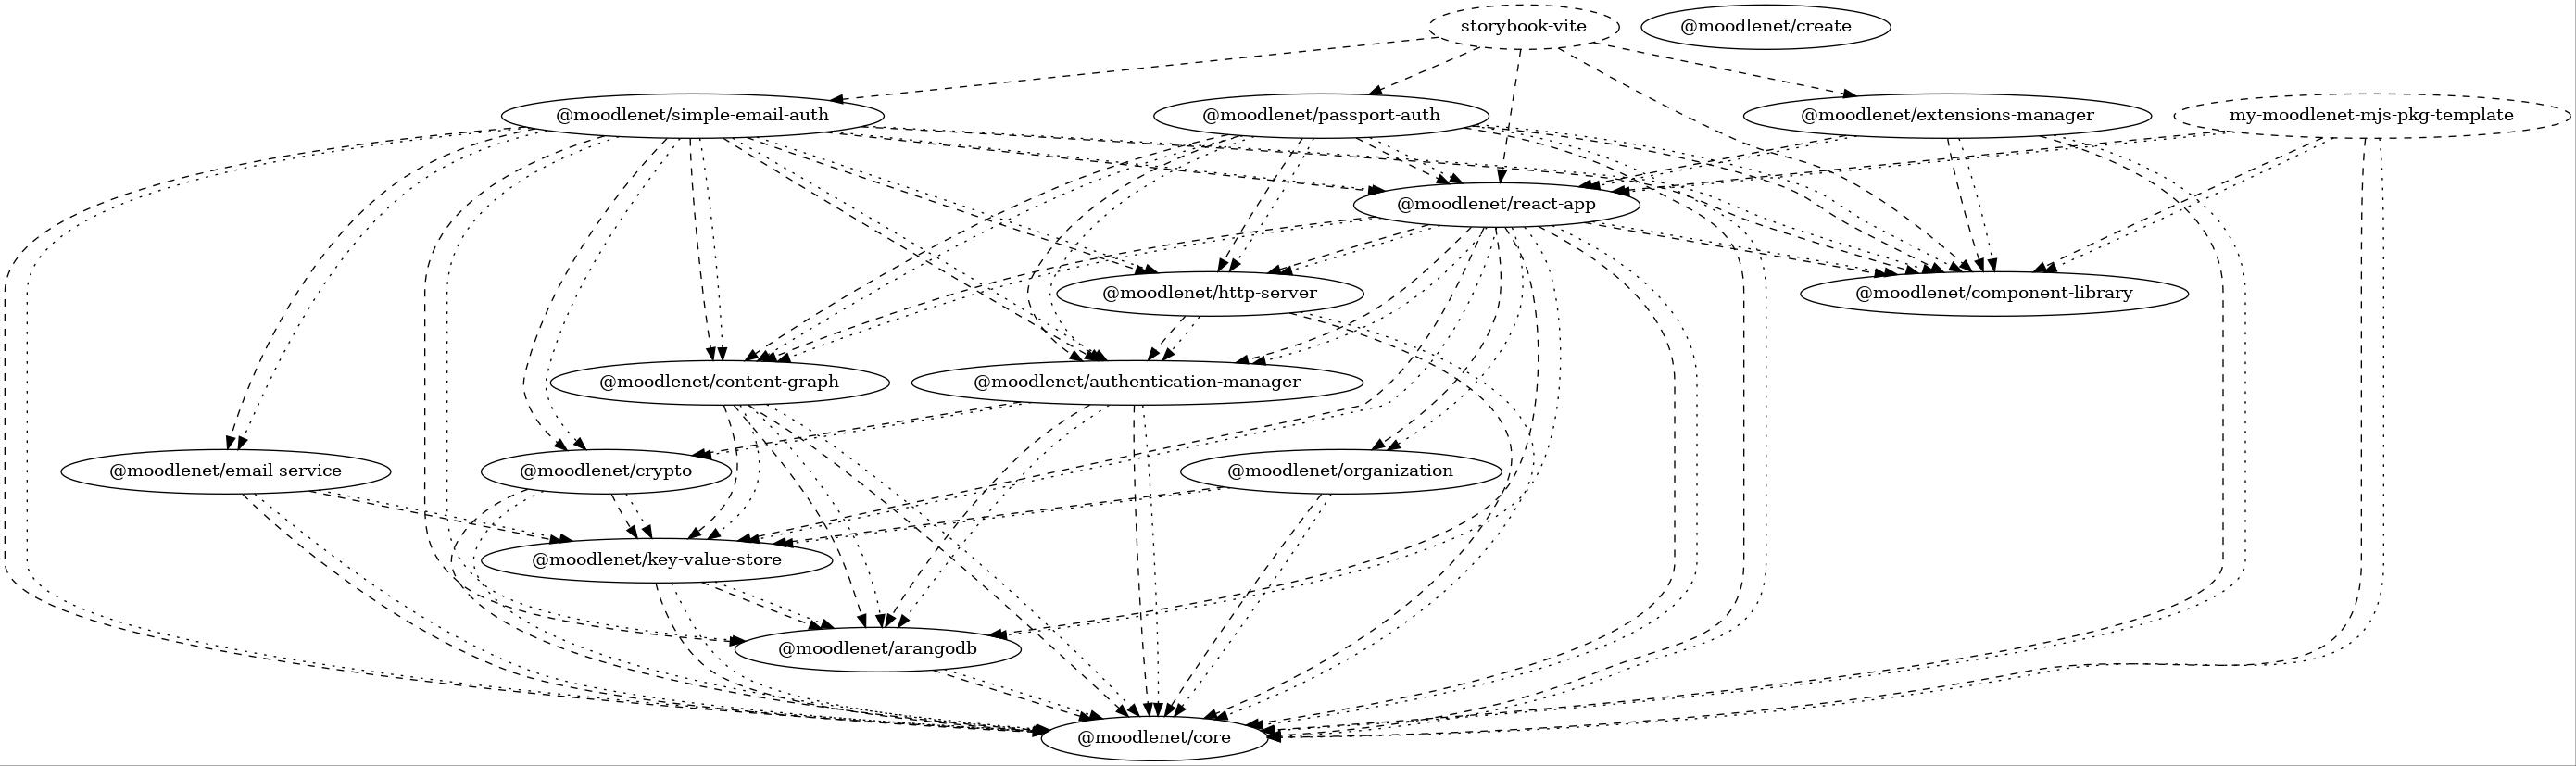 storybook-vite
@moodlenet/create
@moodlenet/simple-email-auth
@moodlenet/passport-auth
@moodlenet/extensions-manager
my-moodlenet-mjs-pkg-template
@moodlenet/react-app
@moodlenet/http-server
@moodlenet/component-library
@moodlenet/content-graph
@moodlenet/authentication-manager
@moodlenet/email-service
@moodlenet/crypto
@moodlenet/organization
@moodlenet/key-value-store
@moodlenet/arangodb
@moodlenet/core